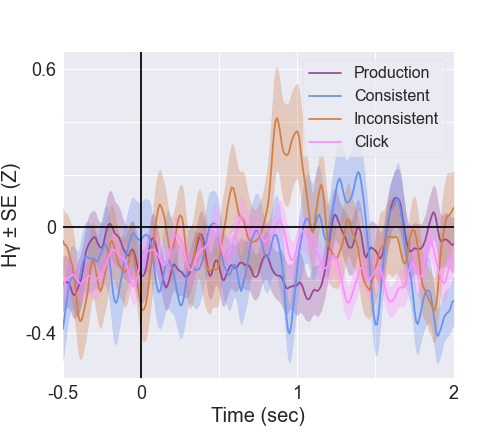 Hγ ± SE (Z)
0.6
0
-0.4
Production
Consistent
Inconsistent
Click
-0.5
0
1
2
Time (sec)